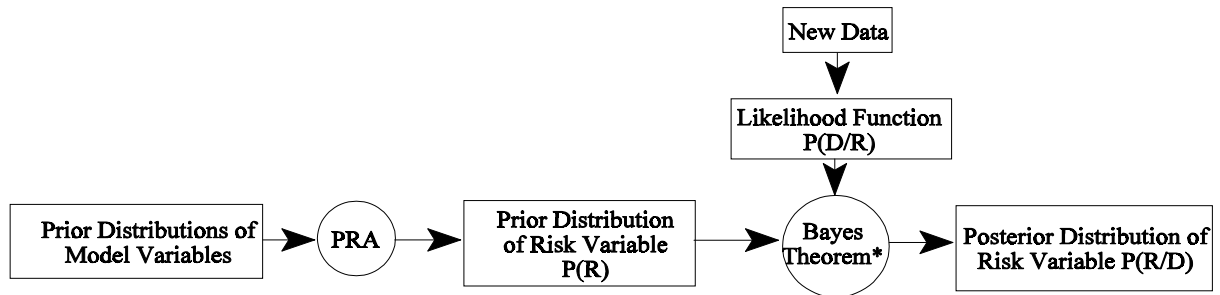 New Data
Likelihood Function
P(D/R)
Prior Distributions of
Model Variables
PRA
Prior Distribution
of Risk Variable
P(R)
Bayes
Theorem*
Posterior Distribution of
Risk Variable P(R/D)